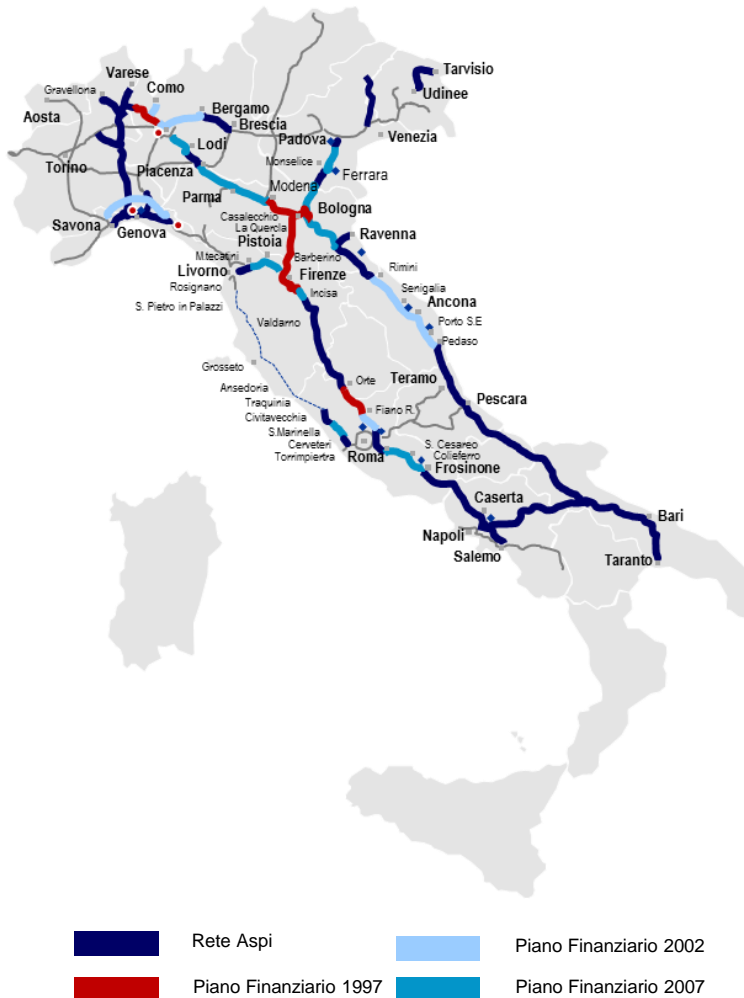 Tarvisio
Varese
Como
Gravellona
Udinee
Aosta
Bergamo
Brescia
Padova
Venezia
Lodi
Monselice
Torino
Piacenza
Ferrara
Modena
Parma
Casalecchio
Bologna
La Quercia
Savona
Genova
Ravenna
Pistoia
Barberino
M.tecatini
Livorno
Firenze
Rimini
Rosignano
Incisa
Senigalia
S. Pietro in Palazzi
Ancona
Porto S.E
Valdarno
Pedaso
Grosseto
Orte
Teramo
Ansedoria
Pescara
Traquinia
Fiano R.
Civitavecchia
S.Marinella
Cerveteri
S. Cesareo
Torrimpiertra
Roma
Colieferro
Frosinone
Caserta
Bari
Napoli
Salemo
Taranto
Rete Aspi
Piano Finanziario 2002
Piano Finanziario 1997
Piano Finanziario 2007